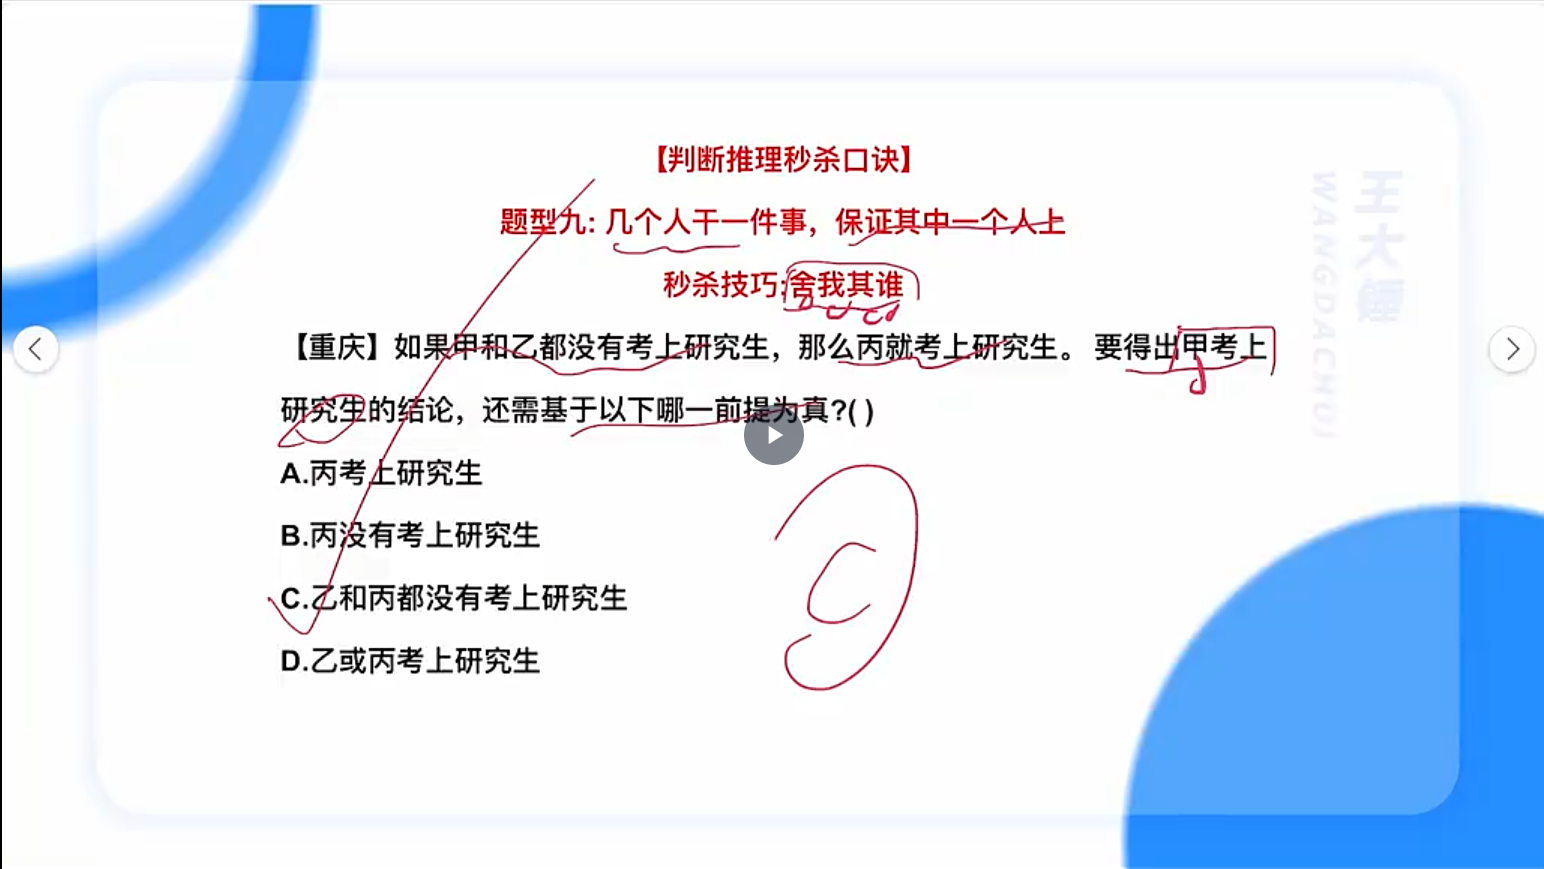 【判断推理秒杀口诀】
题型九: 几个人干一件事，保证其中一个人上
秒杀技巧:舍我其谁
【重庆】如果甲和乙都没有考上研究生，那么丙就考上研究生。 要得出甲考上
研究生的结论，还需基于以下哪一前提为真?( )
A.丙考上研究生
B.丙没有考上研究生
C.乙和丙都没有考上研究生
D.乙或丙考上研究生
C
王大锤
WANGDACHUI